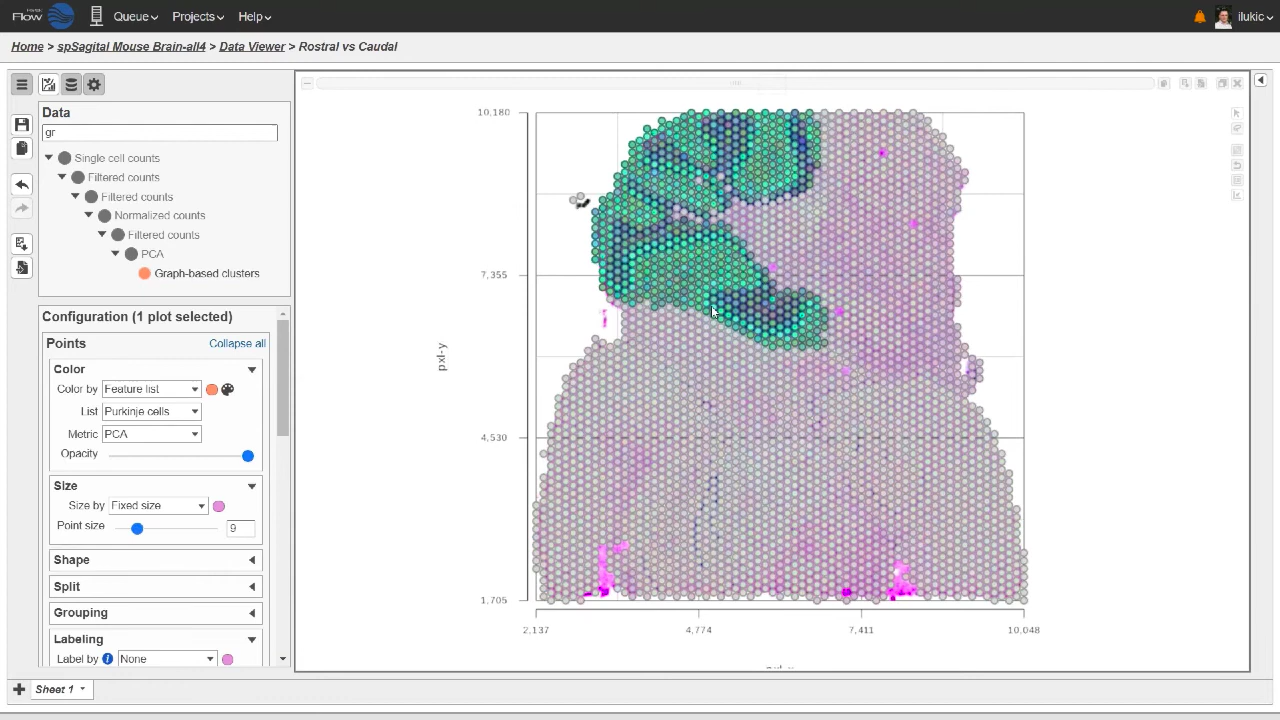 Flow Queue Projects Help ilukic
Home > spSagital Mouse Brain-all4 > Data Viewer > Rostral vs Caudal
Data
gr
Single cell counts
Filtered counts
Filtered counts
Normalized counts
Filtered counts
PCA
Graph-based clusters
Configuration (1 plot selected)
Points Collapse all
Color
Color by Feature list
List Purkinje cells
Metric PCA
Opacity
Size
Size by Fixed size
Point size 9
Shape
Split
Grouping
Labeling
Label by i None
10,180
7,355
pxl-y
4,530
1,705
2,137 4,774 7,411 10,048
Sheet 1